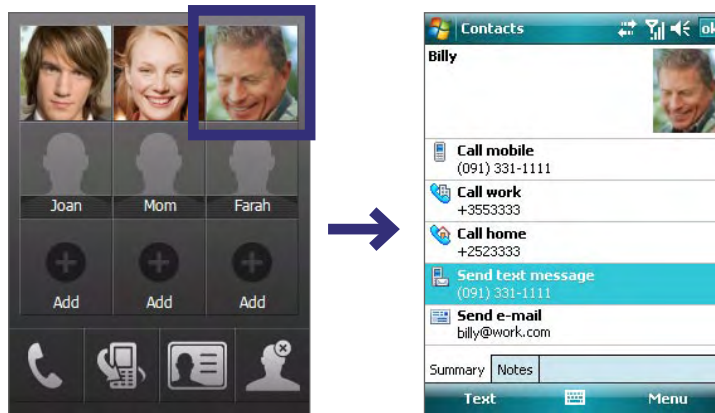 Joan Mom Farah
Add Add Add
Contacts ok
Billy
Call mobile
(091) 331-1111
Call work
+3553333
Call home
+2523333
Send text message
(091) 331-1111
Send e-mail
billy@work.com
Summary Notes
Text Menu